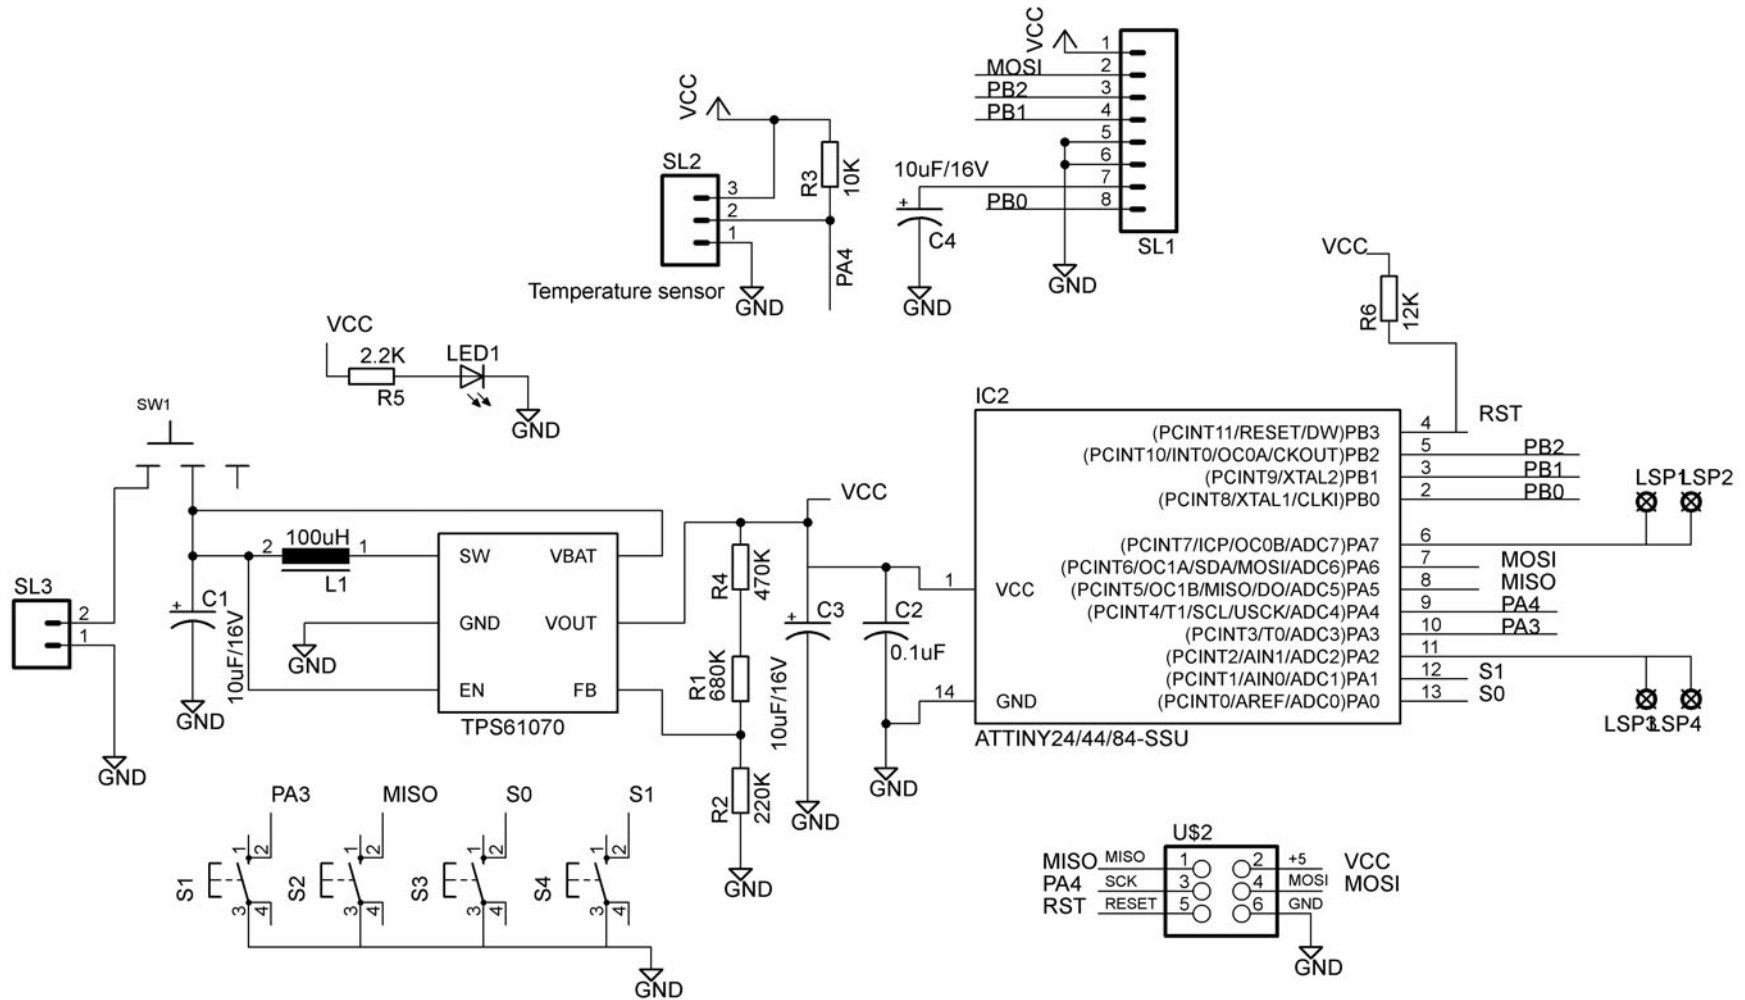 VCC
1
MOSI 2
PB2 3
PB1 4
5
6
10uF/16V 7
PB0 8
C4
GND
GND
SL1
VCC
SL2
3
2
1
R3
10K
PA4
Temperature sensor
GND
VCC
2.2K
R5
LED1
GND
VCC
R6
12K
SW1
SL3
2
1
GND
C1
10uF/16V
GND
2 100uH 1
L1
GND
SW VBAT
GND VOUT
EN FB
TPS61070
VCC
R4
470K
R1
680K
R2
220K
GND
C3
10uF/16V
GND
C2
0.1uF
GND
IC2
1 VCC
14 GND
(PCINT11/RESET/DW)PB3 4 RST
(PCINT10/INT0/OC0A/CKOUT)PB2 5 PB2
(PCINT9/XTAL2)PB1 3 PB1
(PCINT8/XTAL1/CLKI)PB0 2 PB0
LSP1 LSP2
(PCINT7/ICP/OC0B/ADC7)PA7 6
(PCINT6/OC1A/SDA/MOSI/ADC6)PA6 7 MOSI
(PCINT5/OC1B/MISO/DO/ADC5)PA5 8 MISO
(PCINT4/T1/SCL/USCK/ADC4)PA4 9 PA4
(PCINT3/T0/ADC3)PA3 10 PA3
(PCINT2/AIN1/ADC2)PA2 11
(PCINT1/AIN0/ADC1)PA1 12 S1
(PCINT0/AREF/ADC0)PA0 13 S0
LSP3 LSP4
ATTINY24/44/84-SSU
PA3 MISO S0 S1
1 2 1 2 1 2 1 2
S1 S2 S3 S4
3 4 3 4 3 4 3 4
GND
U$2
MISO MISO 1 2 +5 VCC
PA4 SCK 3 4 MOSI MOSI
RST RESET 5 6 GND
GND